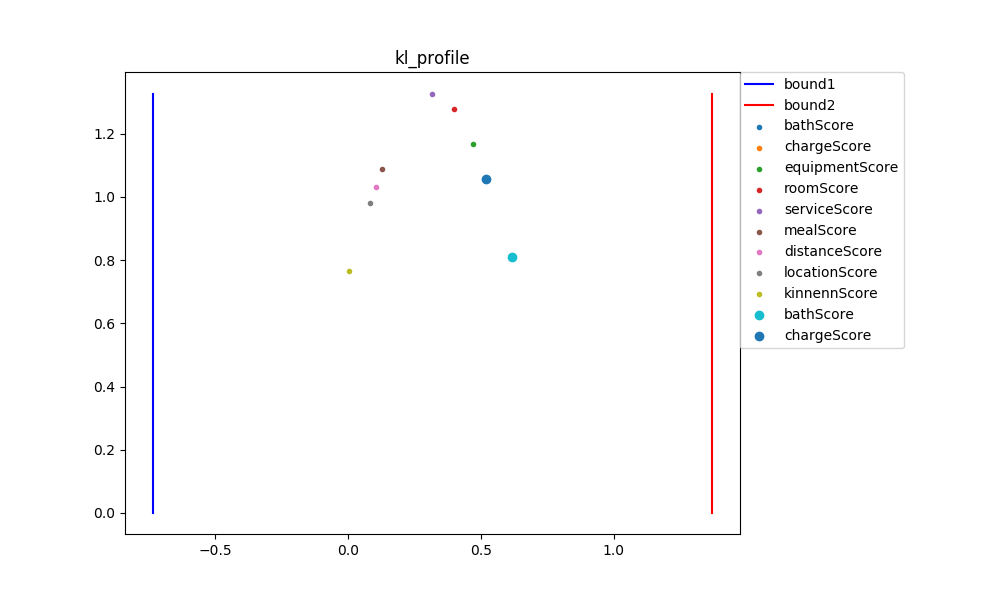 kl_profile
bound1
bound2
bathScore
chargeScore
equipmentScore
roomScore
serviceScore
mealScore
distanceScore
locationScore
kinnennScore
bathScore
chargeScore
1.2
1.0
0.8
0.6
0.4
0.2
0.0
−0.5 0.0 0.5 1.0